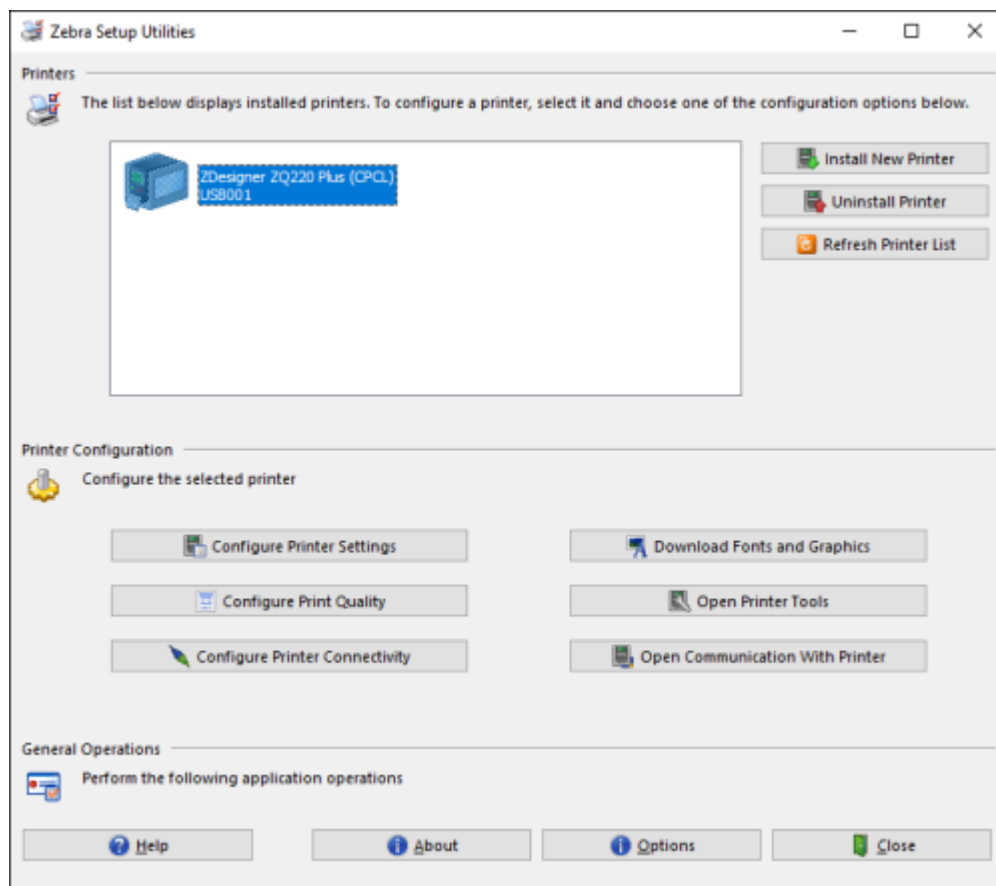 Zebra Setup Utilities
Printers
The list below displays installed printers. To configure a printer, select it and choose one of the configuration options below.
ZDesigner ZQ220 Plus (CPCL)
USB001
Install New Printer
Uninstall Printer
Refresh Printer List
Printer Configuration
Configure the selected printer
Configure Printer Settings
Download Fonts and Graphics
Configure Print Quality
Open Printer Tools
Configure Printer Connectivity
Open Communication With Printer
General Operations
Perform the following application operations
Help
About
Options
Close